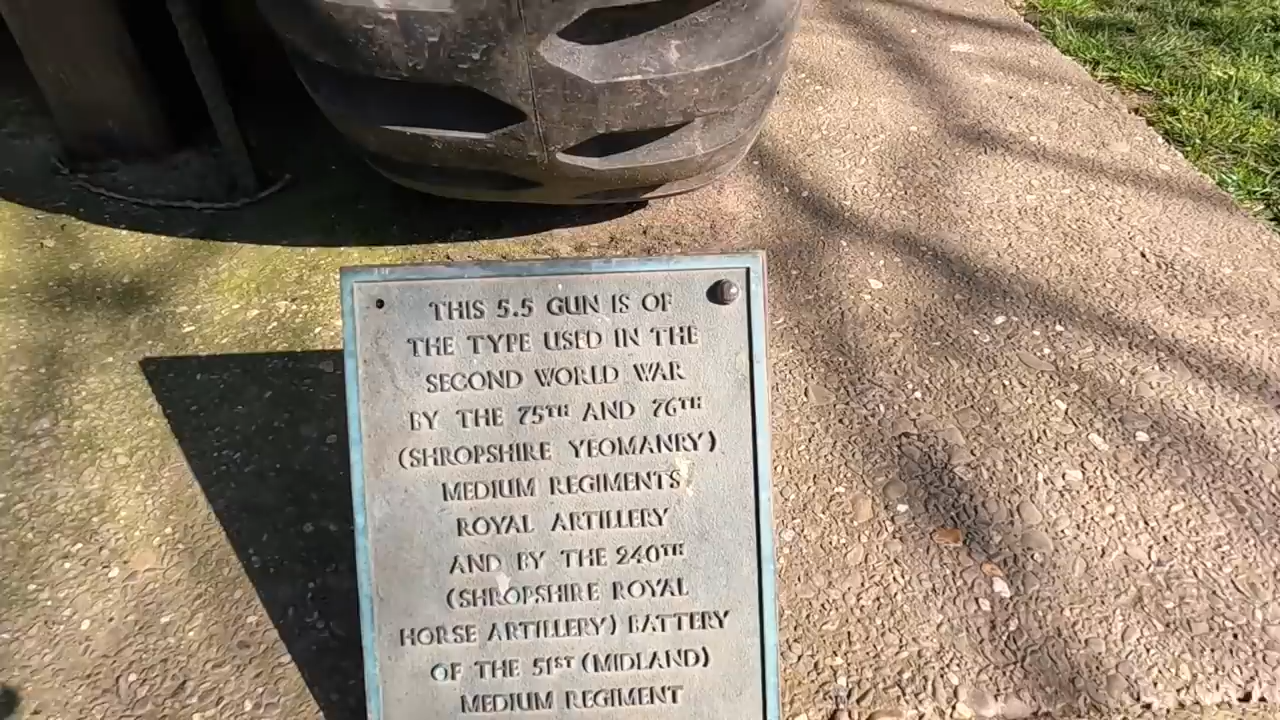 THIS 5.5 GUN IS OF
THE TYPE USED IN THE
SECOND WORLD WAR
BY THE 75TH AND 76TH
(SHROPSHIRE YEOMANRY)
MEDIUM REGIMENTS
ROYAL ARTILLERY
AND BY THE 240TH
(SHROPSHIRE ROYAL
HORSE ARTILLERY) BATTERY
OF THE 51ST (MIDLAND)
MEDIUM REGIMENT